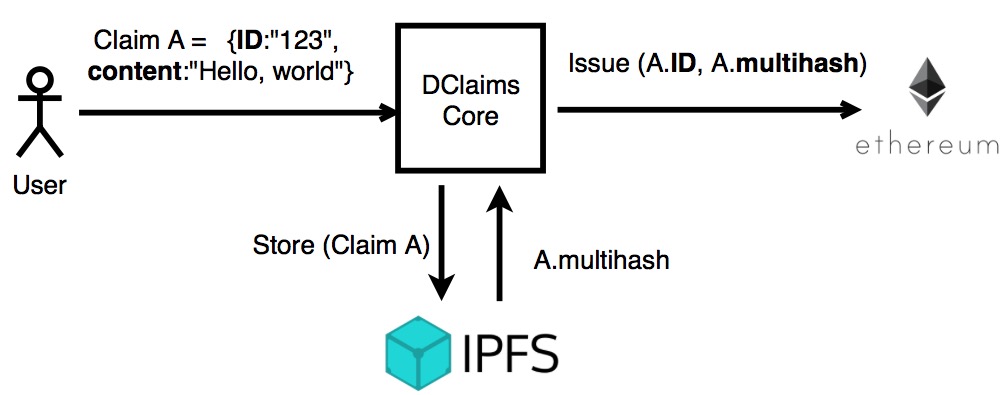 Claim A = {ID:"123",
content:"Hello, world"}
User
DClaims
Core
Issue (A.ID, A.multihash)
ethereum
Store (Claim A)
A.multihash
IPFS